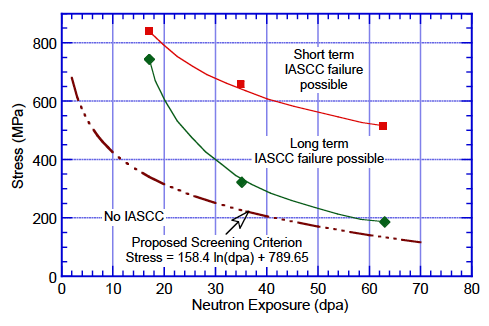 800
600
400
200
0
Stress (MPa)
Short term
IASCC failure
possible
Long term
IASCC failure possible
No IASCC
Proposed Screening Criterion
Stress = 158.4 ln(dpa) + 789.65
0 10 20 30 40 50 60 70 80
Neutron Exposure (dpa)